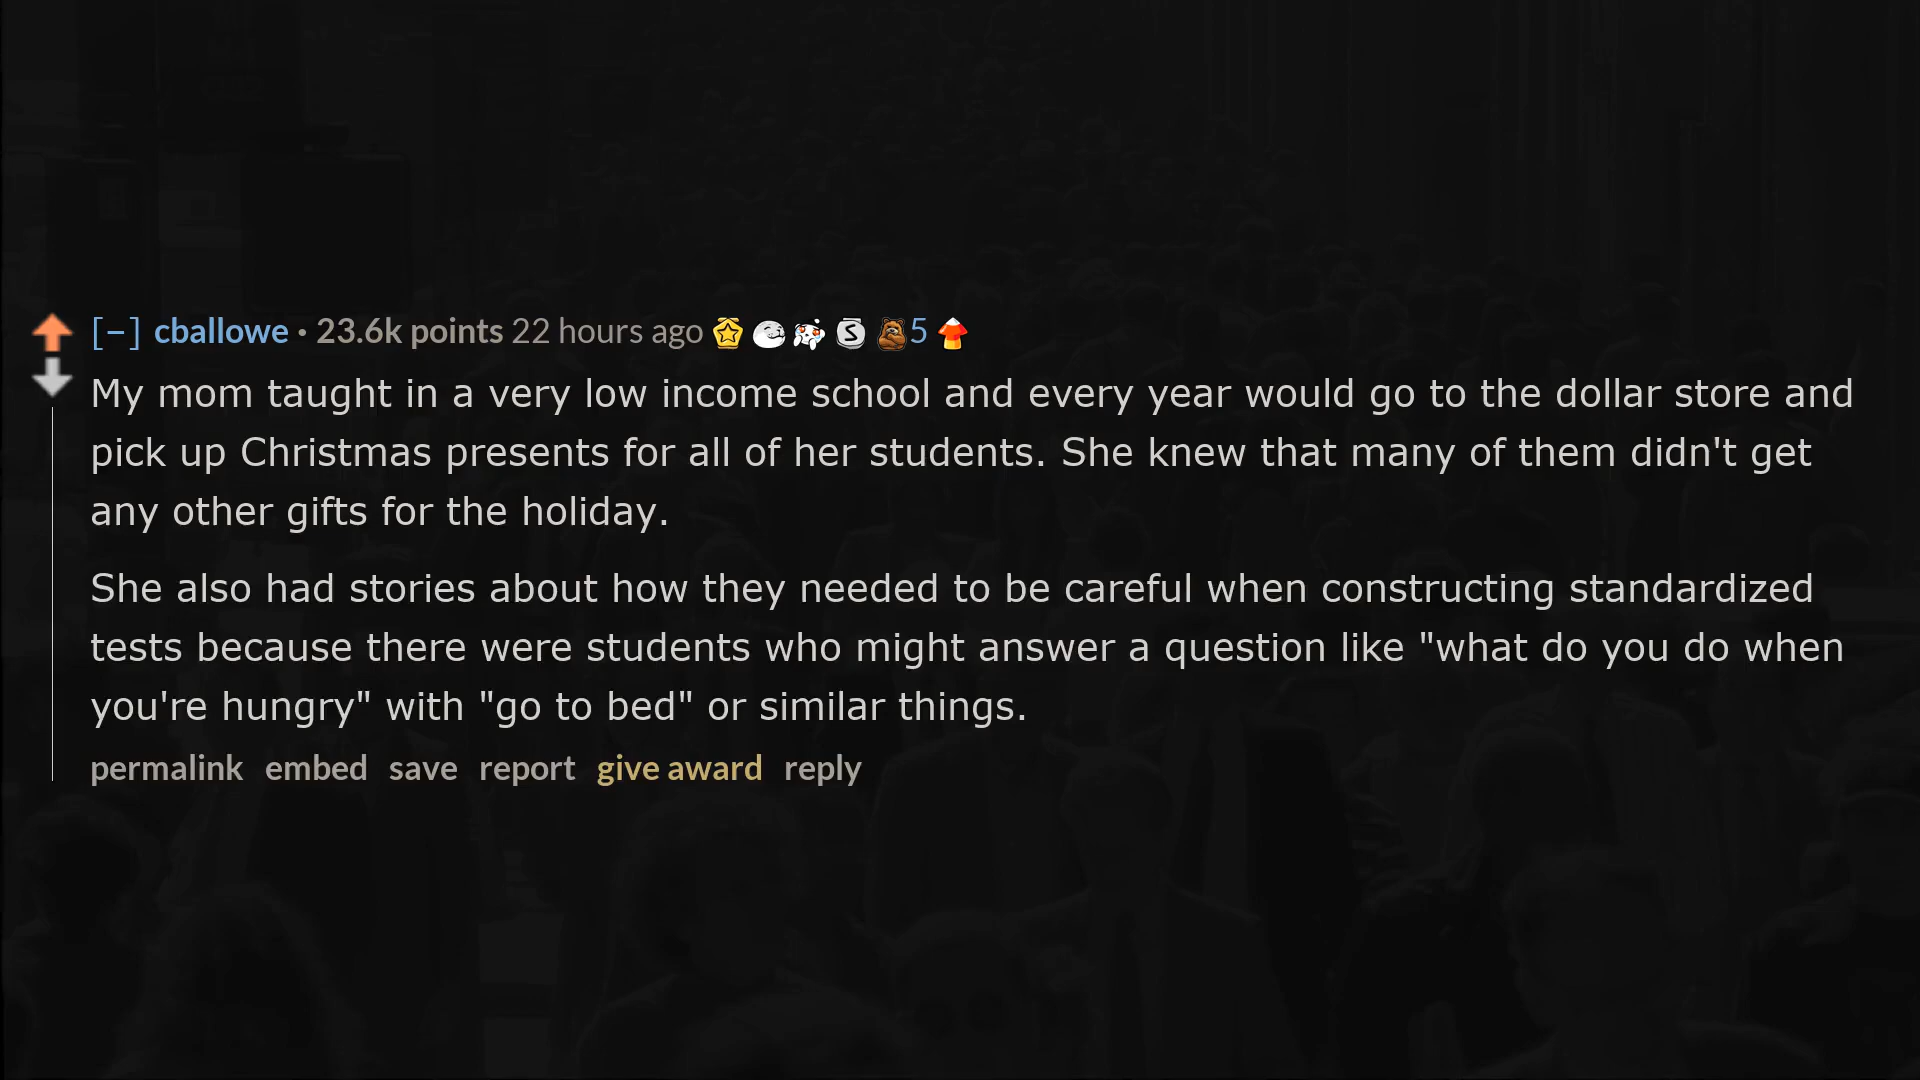 [–] cballowe · 23.6k points 22 hours ago 5
My mom taught in a very low income school and every year would go to the dollar store and
pick up Christmas presents for all of her students. She knew that many of them didn't get
any other gifts for the holiday.
She also had stories about how they needed to be careful when constructing standardized
tests because there were students who might answer a question like "what do you do when
you're hungry" with "go to bed" or similar things.
permalink embed save report give award reply